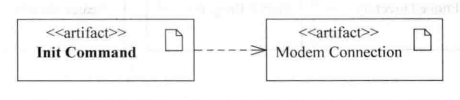 <<artifact>>
Init Command
<<artifact>>
Modem Connection